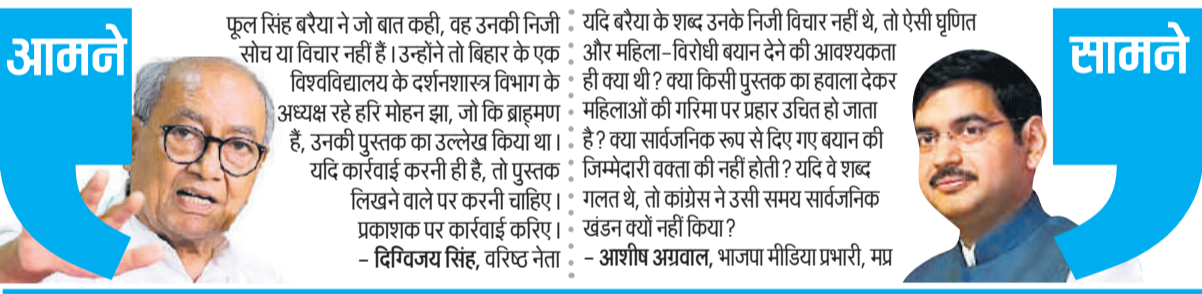 आमने
फूल सिंह बरैया ने जो बात कही, वह उनकी निजी
सोच या विचार नहीं हैं। उन्होंने तो बिहार के एक
विश्वविद्यालय के दर्शनशास्त्र विभाग के
अध्यक्ष रहे हरि मोहन झा, जो कि ब्राह्मण
हैं, उनकी पुस्तक का उल्लेख किया था।
यदि कार्रवाई करनी ही है, तो पुस्तक
लिखने वाले पर करनी चाहिए।
प्रकाशक पर कार्रवाई करिए।
– दिग्विजय सिंह, वरिष्ठ नेता
यदि बरैया के शब्द उनके निजी विचार नहीं थे, तो ऐसी घृणित
और महिला-विरोधी बयान देने की आवश्यकता
ही क्या थी? क्या किसी पुस्तक का हवाला देकर
महिलाओं की गरिमा पर प्रहार उचित हो जाता
है? क्या सार्वजनिक रूप से दिए गए बयान की
जिम्मेदारी वक्ता की नहीं होती? यदि वे शब्द
गलत थे, तो कांग्रेस ने उसी समय सार्वजनिक
खंडन क्यों नहीं किया?
– आशीष अग्रवाल, भाजपा मीडिया प्रभारी, मप्र
सामने